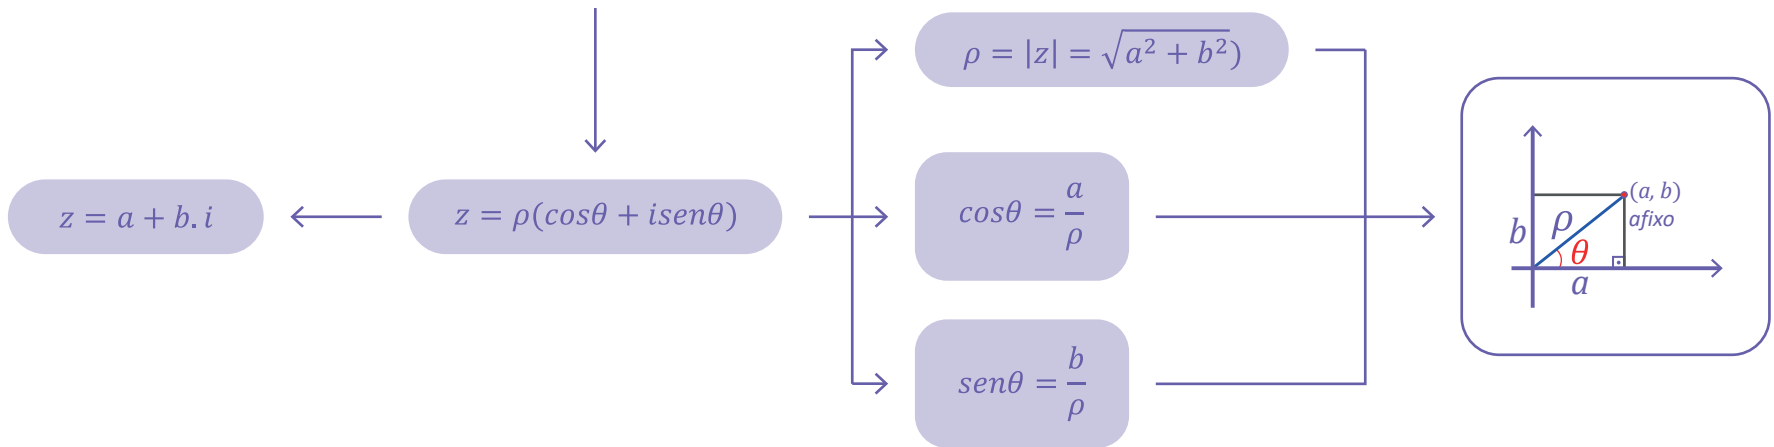 z = a + b.i
z = ρ(cosθ + isenθ)
ρ = |z| = √(a² + b²))
cosθ = a/ρ
senθ = b/ρ
(a, b)
afixo
b
ρ
θ
a